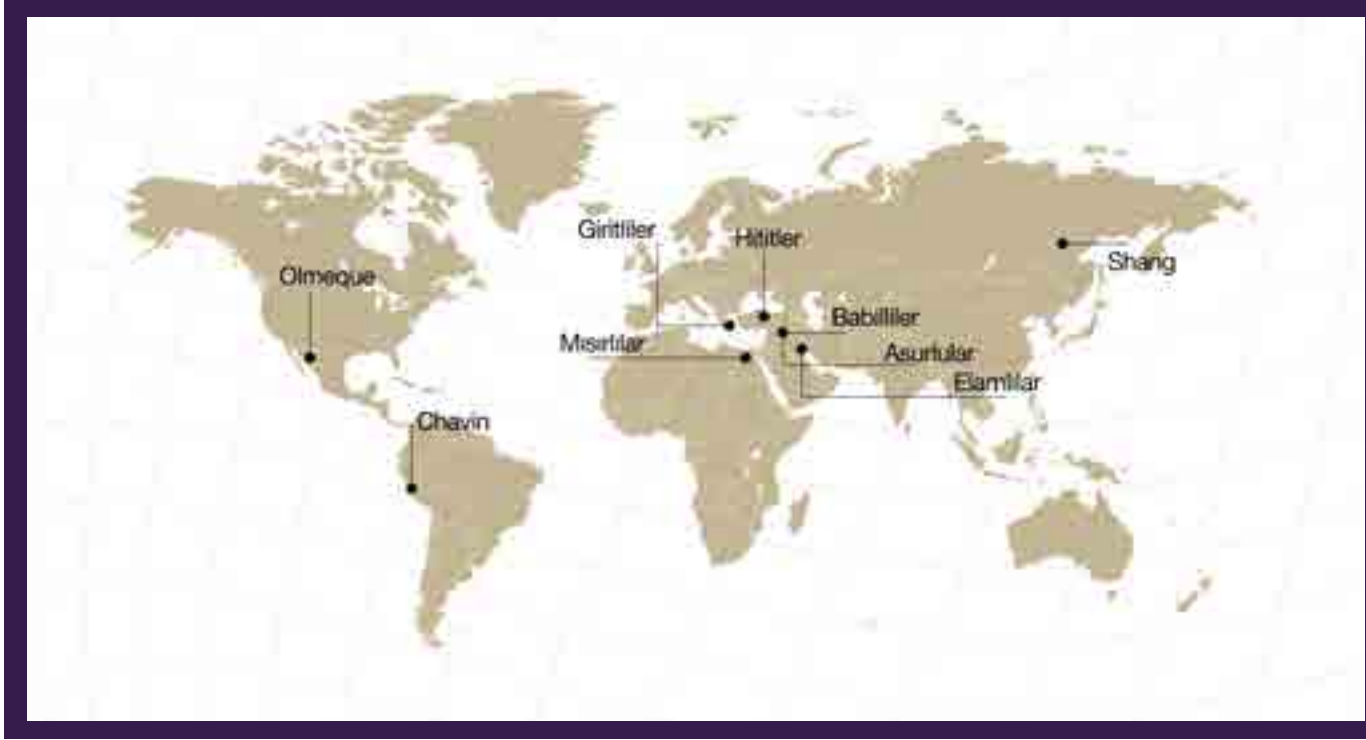 Giritliler
Hititler
Shang
Olmeque
Babilliler
Mısırlılar
Asurlular
Elamlılar
Chavin